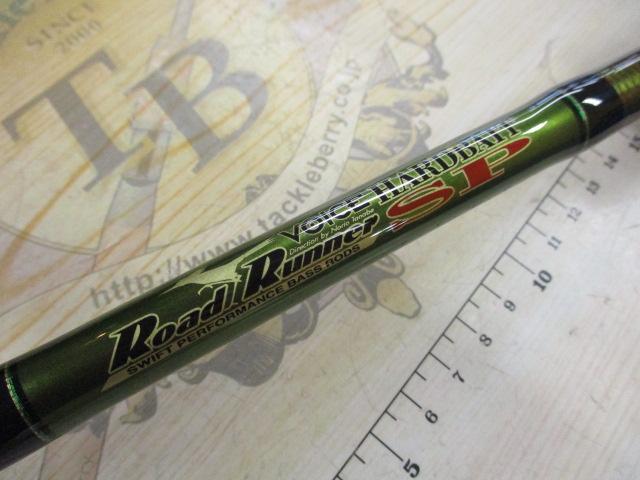 SINCE
2000
TB
http://www.tackleberry.co.jp
VOICE HARDBAIT
SP
Direction by Norio Tanabe
Road Runner
SWIFT PERFORMANCE BASS RODS
5
6
7
8
9
10
11
12
13
14
15